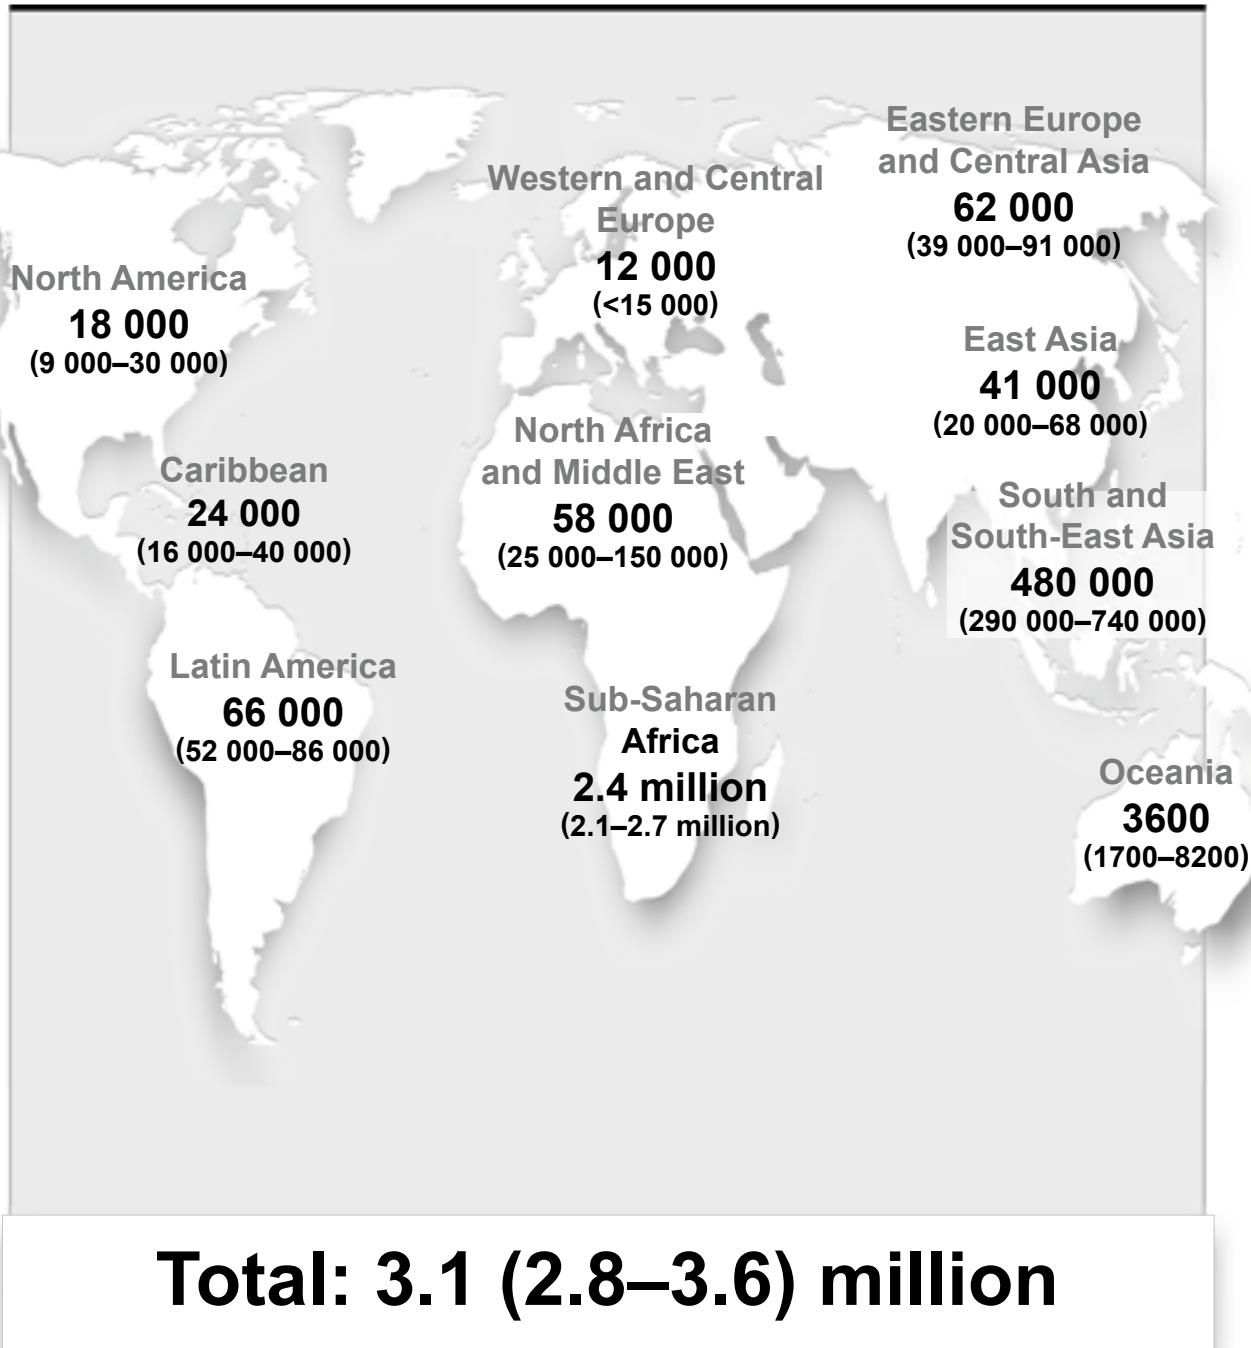 Eastern Europe
and Central Asia
62 000
(39 000–91 000)
Western and Central
Europe
12 000
(<15 000)
North America
18 000
(9 000–30 000)
East Asia
41 000
(20 000–68 000)
North Africa
and Middle East
58 000
(25 000–150 000)
Caribbean
24 000
(16 000–40 000)
South and
South-East Asia
480 000
(290 000–740 000)
Latin America
66 000
(52 000–86 000)
Sub-Saharan
Africa
2.4 million
(2.1–2.7 million)
Oceania
3600
(1700–8200)
Total: 3.1 (2.8–3.6) million